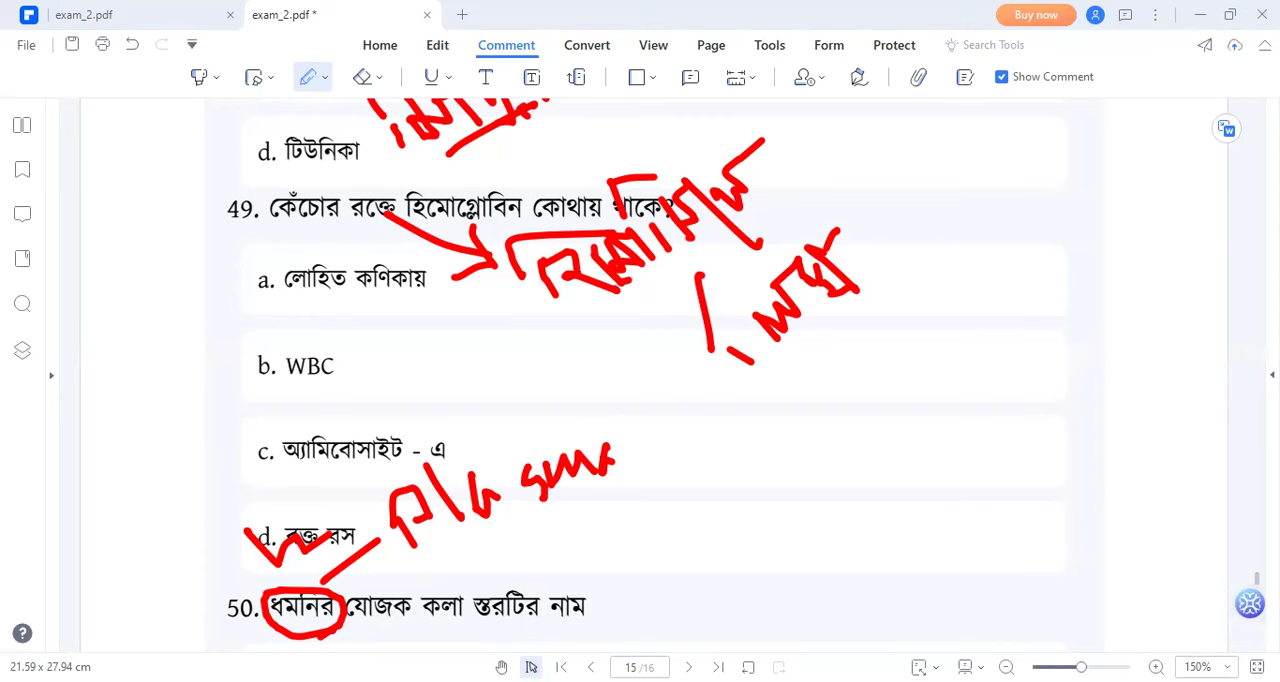 exam_2.pdf
exam_2.pdf *
Buy now
File
Home Edit Comment Convert View Page Tools Form Protect Search Tools
Show Comment
d. টিউনিকা
49. কেঁচোর রক্তে হিমোগ্লোবিন কোথায় থাকে?
a. লোহিত কণিকায়
b. WBC
c. অ্যামিবোসাইট - এ
d. রক্ত রস
50. ধমনির যোজক কলা স্তরটির নাম
21.59 x 27.94 cm
15 /16
150%